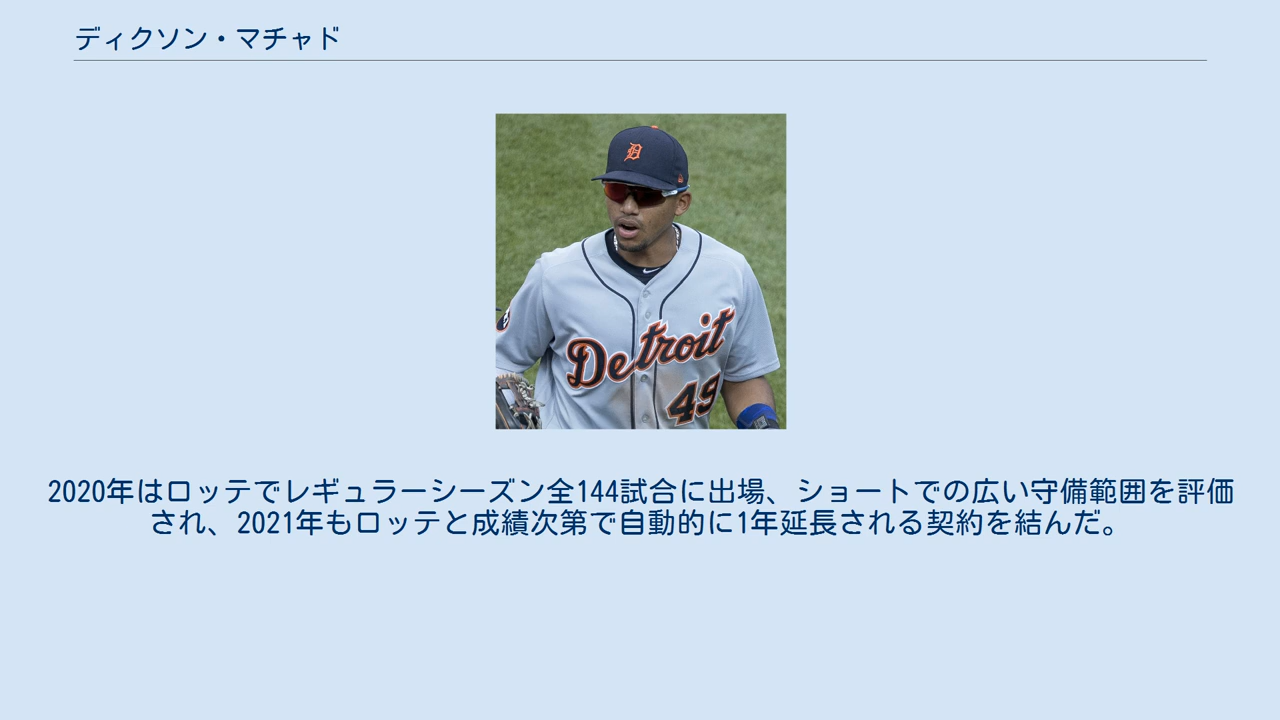 ディクソン・マチャド
D
Detroit
49
2020年はロッテでレギュラーシーズン全144試合に出場、ショートでの広い守備範囲を評価
され、2021年もロッテと成績次第で自動的に1年延長される契約を結んだ。